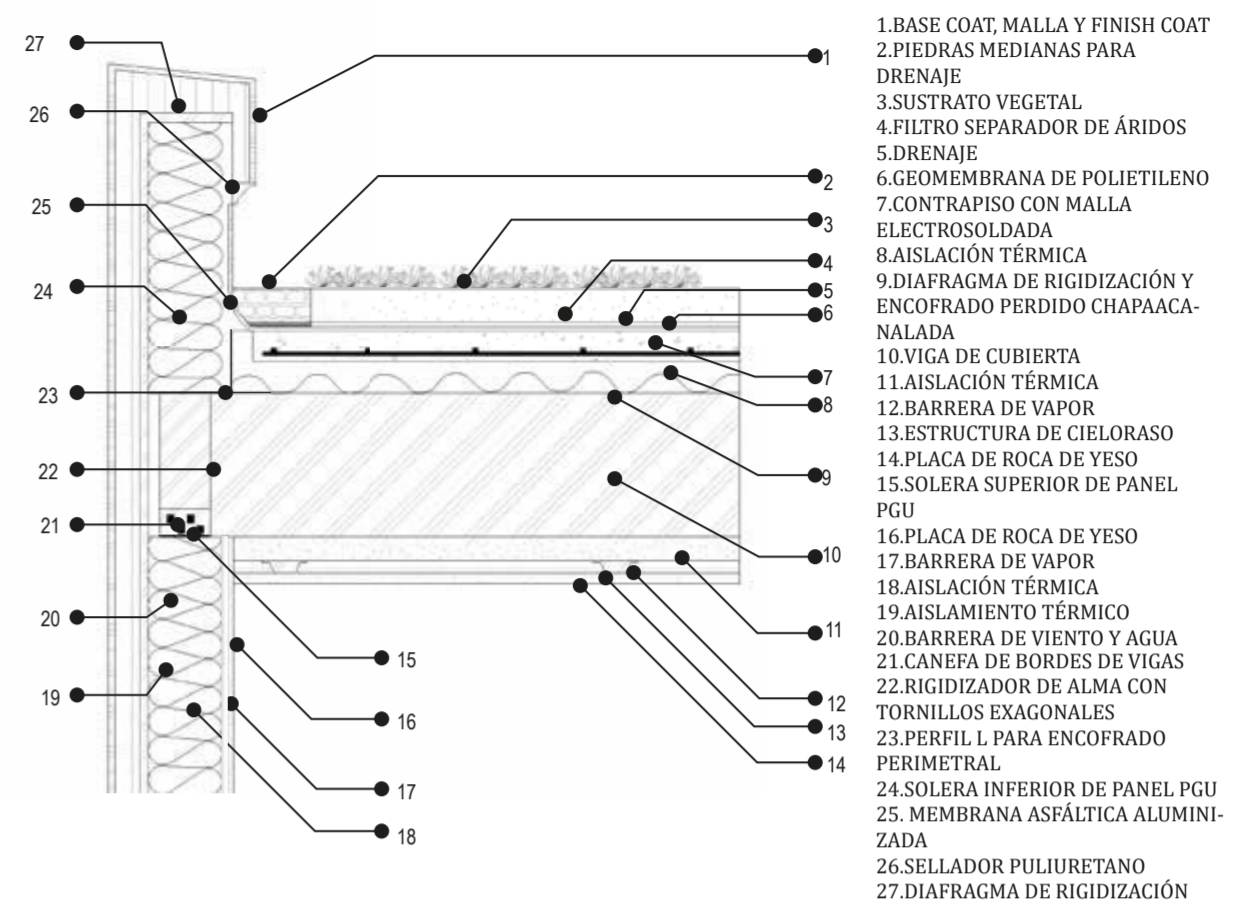 27
26
25
24
23
22
21
20
19
1
2
3
4
5
6
7
8
9
10
11
12
13
14
15
16
17
18
1.BASE COAT, MALLA Y FINISH COAT
2.PIEDRAS MEDIANAS PARA
DRENAJE
3.SUSTRATO VEGETAL
4.FILTRO SEPARADOR DE ÁRIDOS
5.DRENAJE
6.GEOMEMBRANA DE POLIETILENO
7.CONTRAPISO CON MALLA
ELECTROSOLDADA
8.AISLACIÓN TÉRMICA
9.DIAFRAGMA DE RIGIDIZACIÓN Y
ENCOFRADO PERDIDO CHAPAACA-
NALADA
10.VIGA DE CUBIERTA
11.AISLACIÓN TÉRMICA
12.BARRERA DE VAPOR
13.ESTRUCTURA DE CIELORASO
14.PLACA DE ROCA DE YESO
15.SOLERA SUPERIOR DE PANEL
PGU
16.PLACA DE ROCA DE YESO
17.BARRERA DE VAPOR
18.AISLACIÓN TÉRMICA
19.AISLAMIENTO TÉRMICO
20.BARRERA DE VIENTO Y AGUA
21.CANEFA DE BORDES DE VIGAS
22.RIGIDIZADOR DE ALMA CON
TORNILLOS EXAGONALES
23.PERFIL L PARA ENCOFRADO
PERIMETRAL
24.SOLERA INFERIOR DE PANEL PGU
25. MEMBRANA ASFÁLTICA ALUMINI-
ZADA
26.SELLADOR PULIURETANO
27.DIAFRAGMA DE RIGIDIZACIÓN